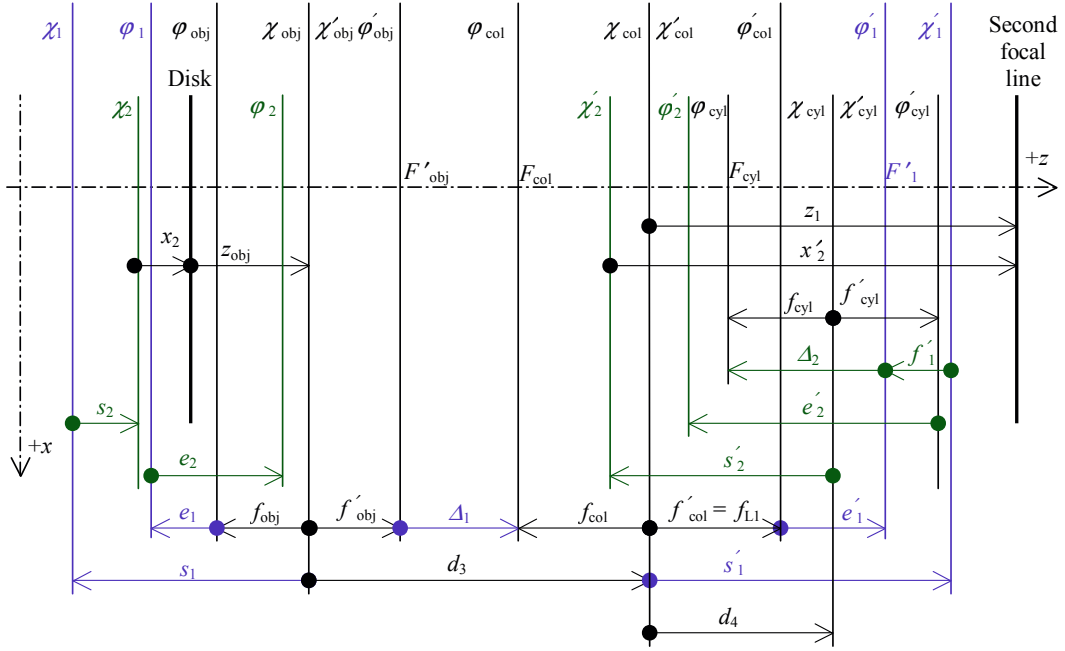 χ1 φ1 φobj χobj χ′obj φ′obj φcol χcol χ′col φ′col φ′1 χ′1 Second
focal
line
Disk
χ2 φ2 χ′2 φ′2 φcyl χcyl χ′cyl φ′cyl
+z
F′obj Fcol Fcyl F′1
z1
x2 zobj x′2
fcyl f′cyl
Δ2 f′1
s2 e′2
+x
e2 s′2
e1 fobj f′obj Δ1 fcol f′col = fL1 e′1
s1 d3 s′1
d4